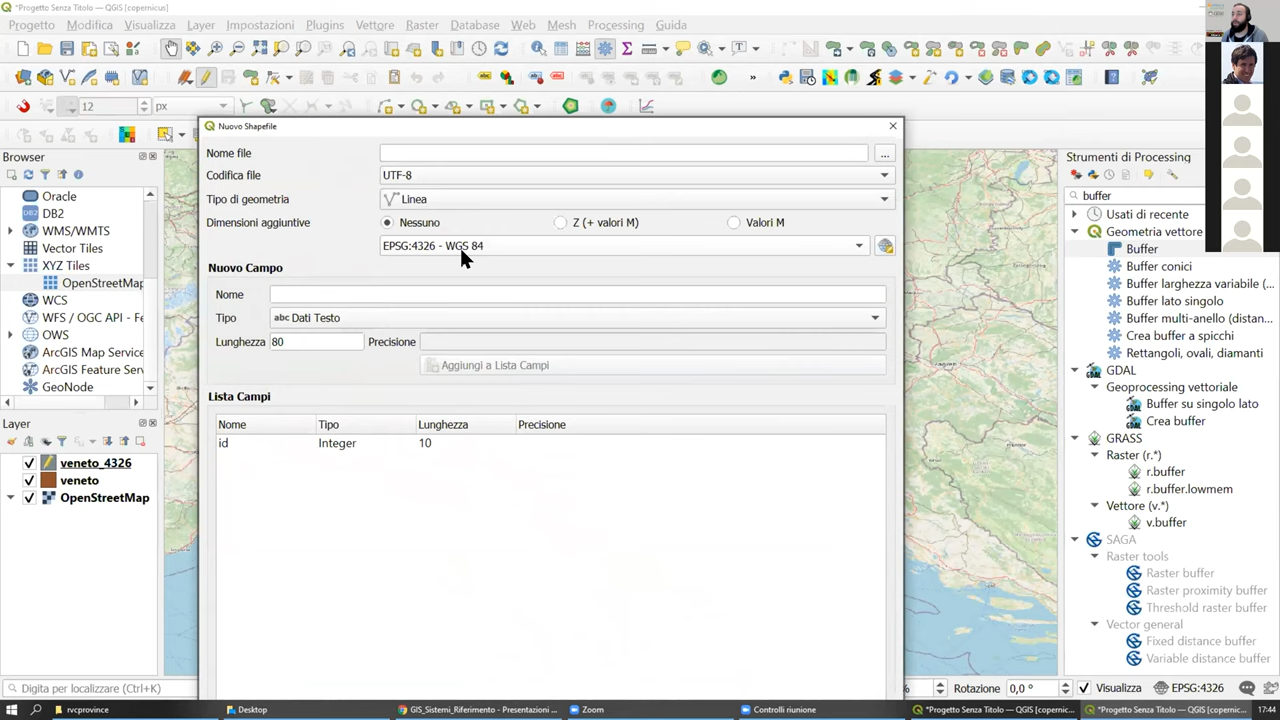 *Progetto Senza Titolo — QGIS [copernicus]
Progetto Modifica Visualizza Layer Impostazioni Plugins Vettore Raster Database Web Mesh Processing Guida
12 px
Nuovo Shapefile
Nome file
...
Codifica file UTF-8
Tipo di geometria Linea
Dimensioni aggiuntive Nessuno Z (+ valori M) Valori M
EPSG:4326 - WGS 84
Nuovo Campo
Nome
Tipo abc Dati Testo
Lunghezza 80 Precisione
Aggiungi a Lista Campi
Lista Campi
Nome Tipo Lunghezza Precisione
id Integer 10
Browser
Oracle
DB2
WMS/WMTS
Vector Tiles
XYZ Tiles
OpenStreetMap
WCS
WFS / OGC API - Fe
OWS
ArcGIS Map Service
ArcGIS Feature Serv
GeoNode
Layer
veneto_4326
veneto
OpenStreetMap
Strumenti di Processing
buffer
Usati di recente
Geometria vettore
Buffer
Buffer conici
Buffer larghezza variabile (...
Buffer lato singolo
Buffer multi-anello (distan...
Crea buffer a spicchi
Rettangoli, ovali, diamanti
GDAL
Geoprocessing vettoriale
Buffer su singolo lato
Crea buffer
GRASS
Raster (r.*)
r.buffer
r.buffer.lowmem
Vettore (v.*)
v.buffer
SAGA
Raster tools
Raster buffer
Raster proximity buffer
Threshold raster buffer
Vector general
Fixed distance buffer
Variable distance buffer
Digita per localizzare (Ctrl+K) % Rotazione 0,0 ° Visualizza EPSG:4326
rvcprovince Desktop GIS_Sistemi_Riferimento - Presentazioni ... Zoom Controlli riunione *Progetto Senza Titolo — QGIS [copernic... *Progetto Senza Titolo — QGIS [copernic... 17:44